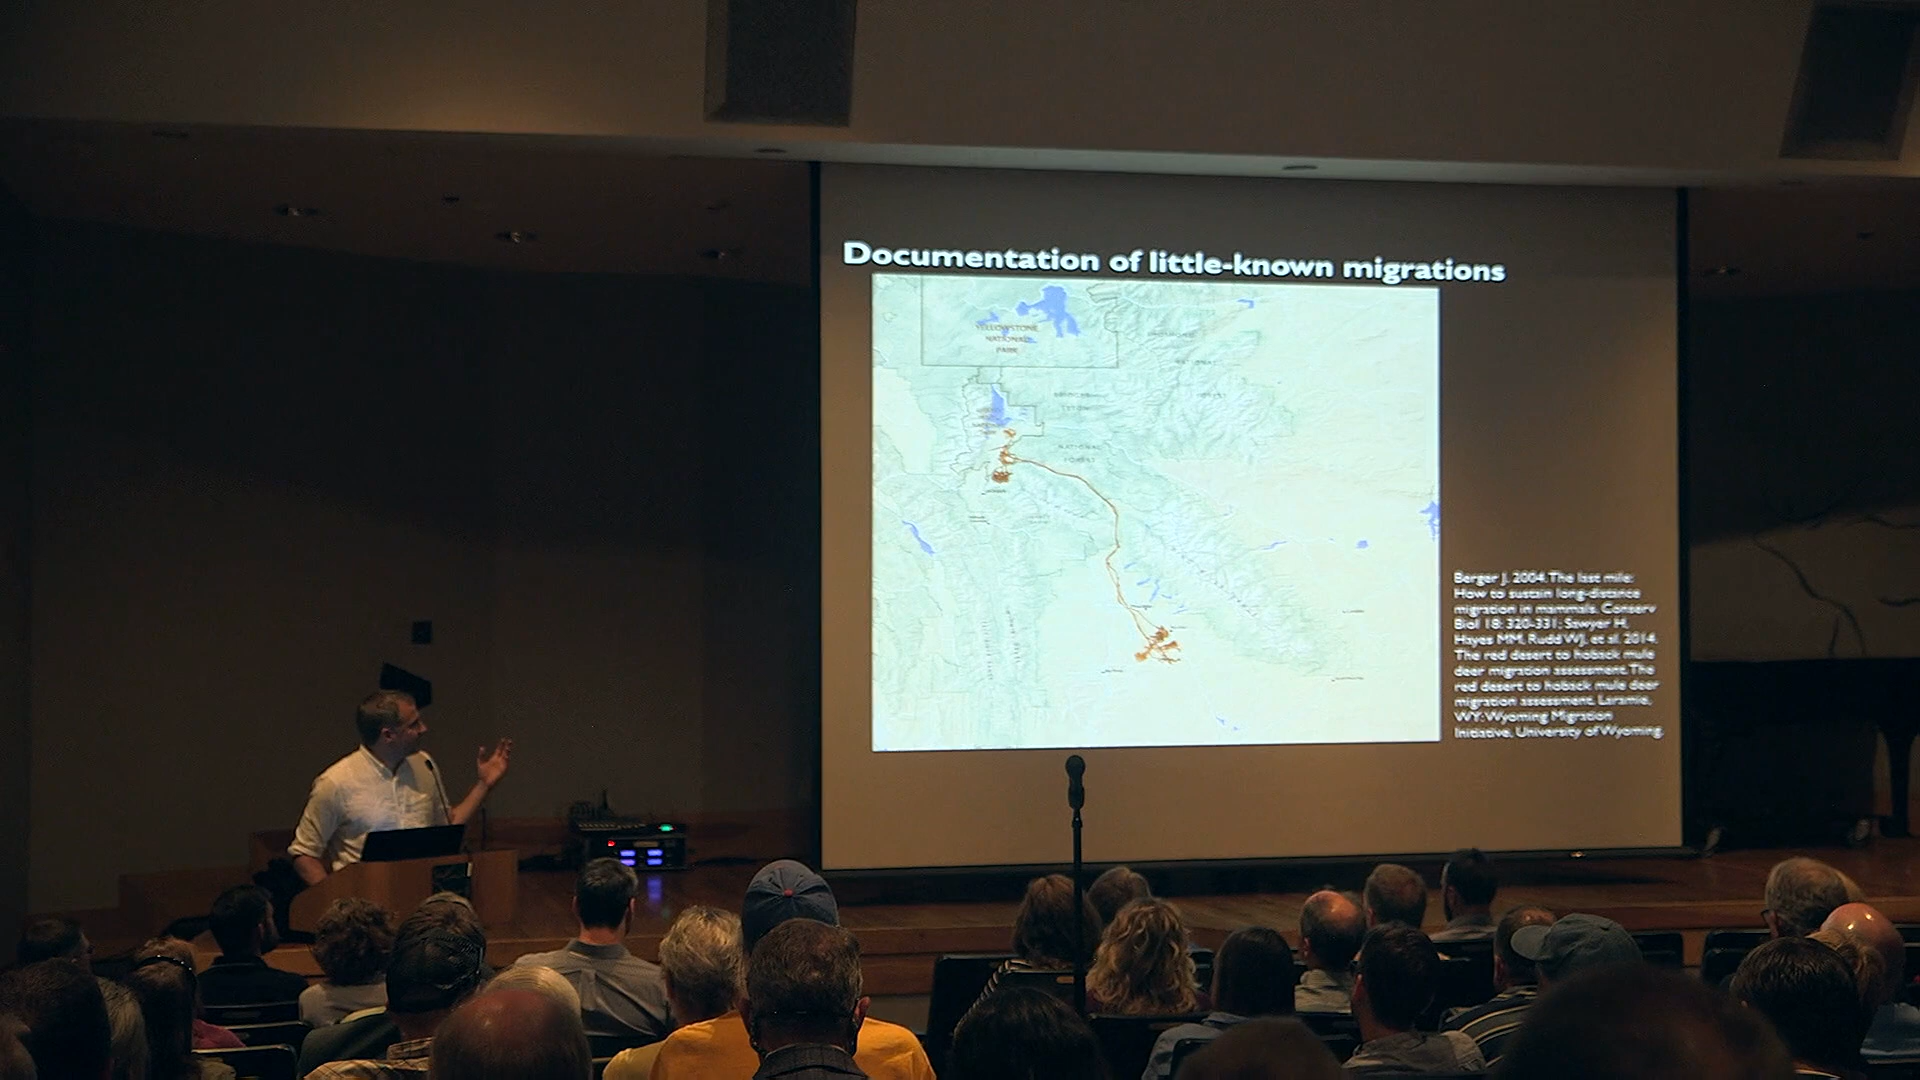 Documentation of little-known migrations
YELLOWSTONE
NATIONAL
PARK
NATIONAL
FOREST
TETON
NATIONAL
FOREST
Berger J. 2004. The last mile:
How to sustain long-distance
migration in mammals. Conserv
Biol 18: 320-331; Sawyer H,
Hayes MM, Rudd WJ, et al. 2014.
The red desert to hoback mule
deer migration assessment. The
red desert to hoback mule deer
migration assessment. Laramie,
WY: Wyoming Migration
Initiative, University of Wyoming.